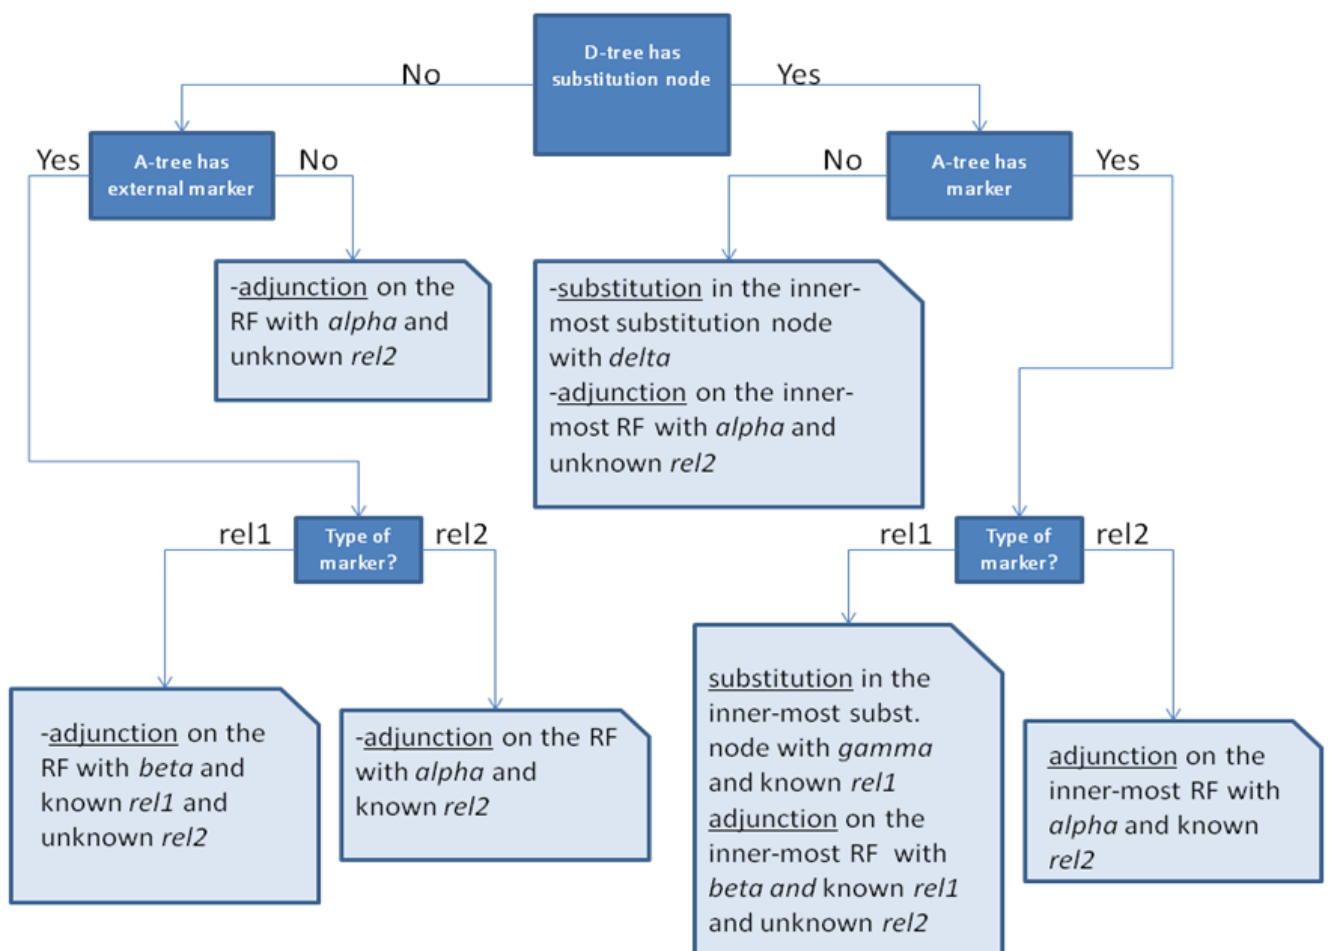 D-tree has
substitution node
No
Yes
A-tree has
external marker
Yes
No
A-tree has
marker
No
Yes
-adjunction on the
RF with alpha and
unknown rel2
-substitution in the inner-
most substitution node
with delta
-adjunction on the inner-
most RF with alpha and
unknown rel2
Type of
marker?
rel1
rel2
Type of
marker?
rel1
rel2
-adjunction on the
RF with beta and
known rel1 and
unknown rel2
-adjunction on the RF
with alpha and
known rel2
substitution in the
inner-most subst.
node with gamma
and known rel1
adjunction on the
inner-most RF with
beta and known rel1
and unknown rel2
adjunction on the
inner-most RF with
alpha and known
rel2